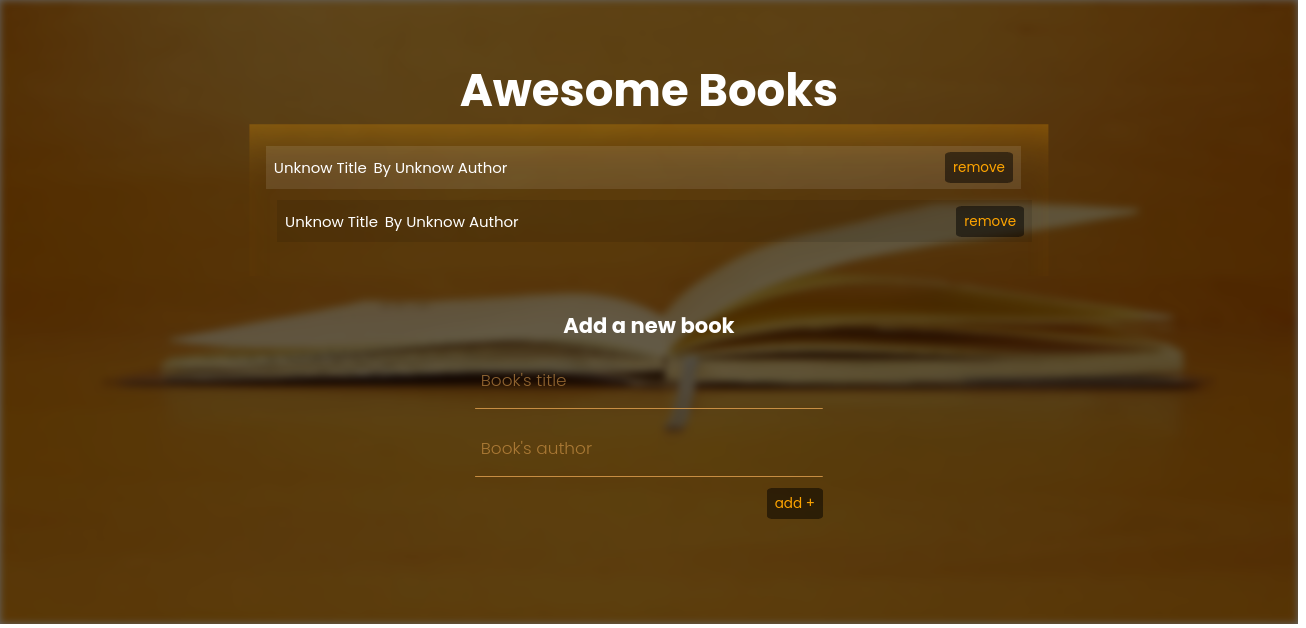 Awesome Books
Unknow Title By Unknow Author remove
Unknow Title By Unknow Author remove
Add a new book
Book's title
Book's author
add +